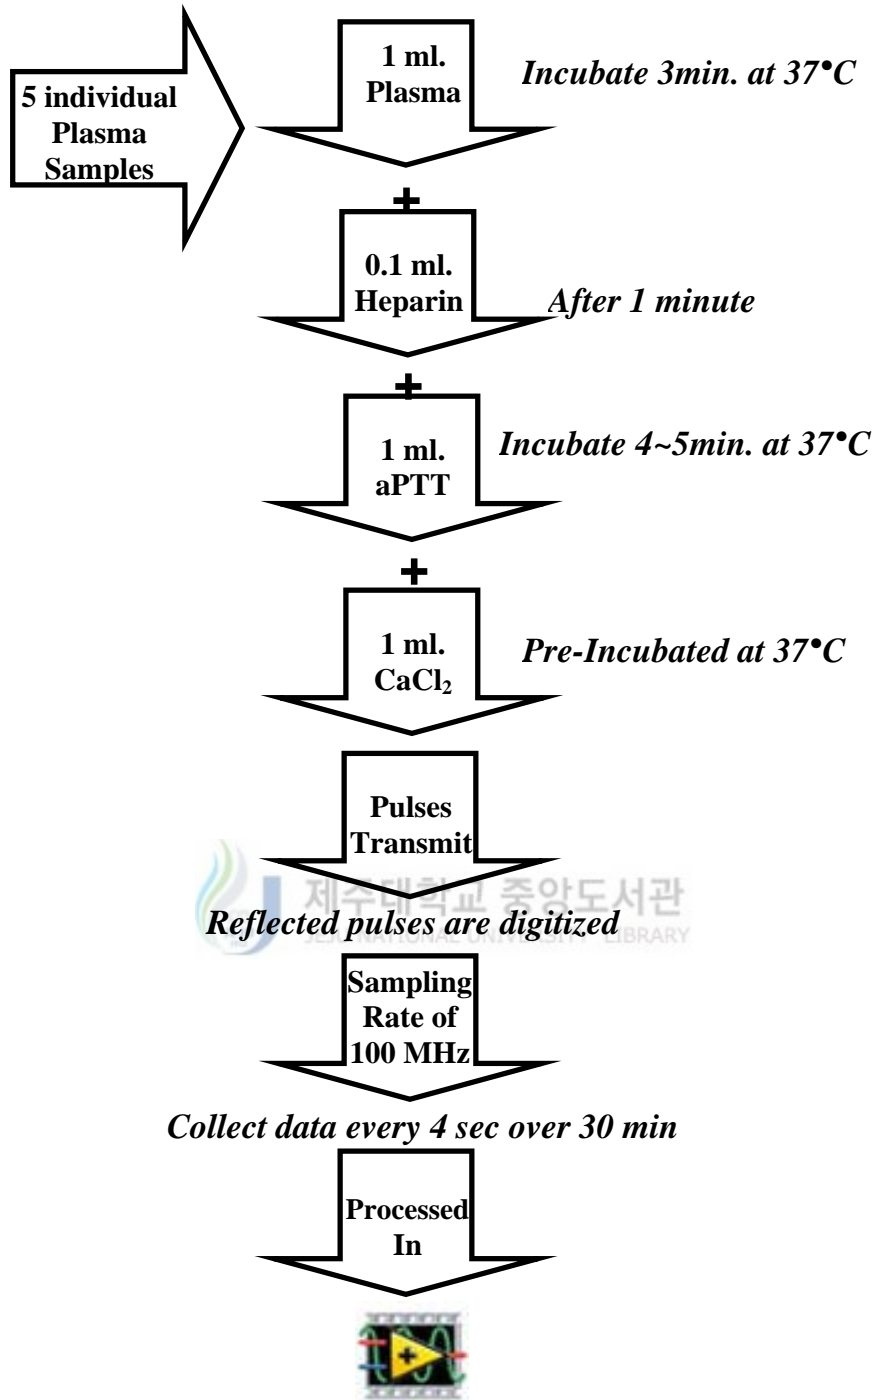 5 individual
Plasma
Samples
1 ml.
Plasma
Incubate 3min. at 37•C
+
0.1 ml.
Heparin
After 1 minute
+
1 ml.
aPTT
Incubate 4~5min. at 37•C
+
1 ml.
CaCl₂
Pre-Incubated at 37•C
Pulses
Transmit
제주대학교 중앙도서관
Reflected pulses are digitized
JEJU NATIONAL UNIVERSITY LIBRARY
Sampling
Rate of
100 MHz
Collect data every 4 sec over 30 min
Processed
In